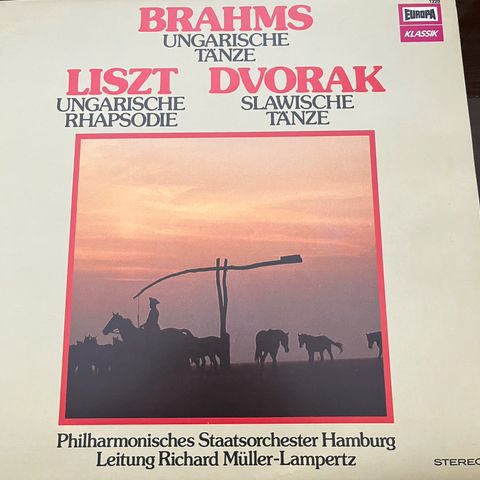 1220
EUROPA
KLASSIK
BRAHMS
UNGARISCHE
TÄNZE
LISZT
UNGARISCHE
RHAPSODIE
DVORAK
SLAWISCHE
TÄNZE
Philharmonisches Staatsorchester Hamburg
Leitung Richard Müller-Lampertz
STEREO